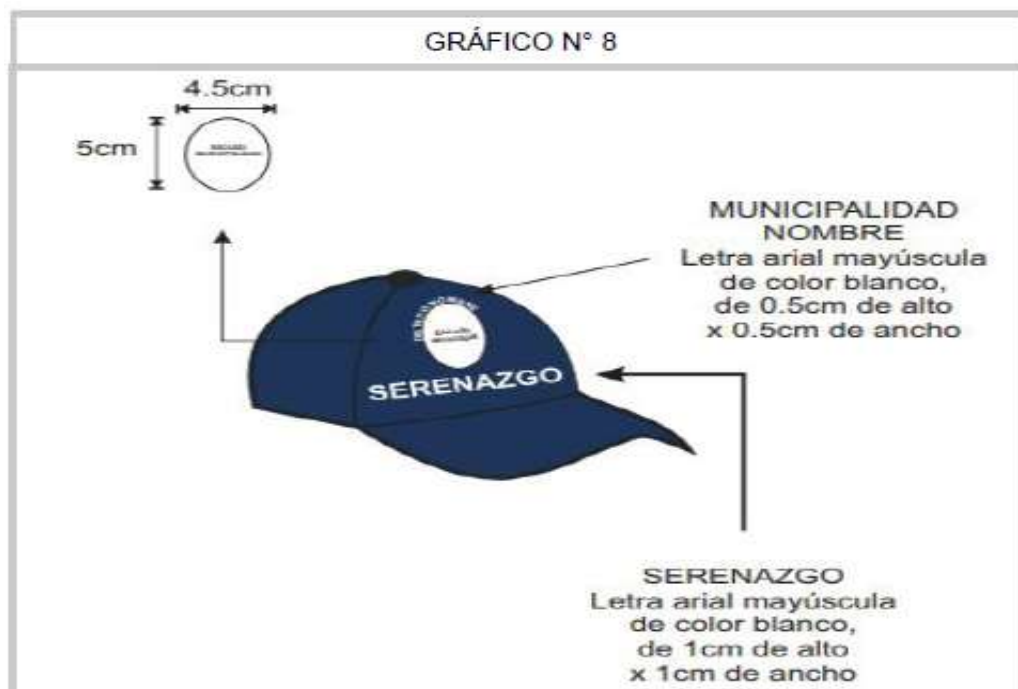 GRÁFICO N° 8
4.5cm
5cm
MUNICIPALIDAD
NOMBRE
Letra arial mayúscula
de color blanco,
de 0.5cm de alto
x 0.5cm de ancho
SERENAZGO
SERENAZGO
Letra arial mayúscula
de color blanco,
de 1cm de alto
x 1cm de ancho